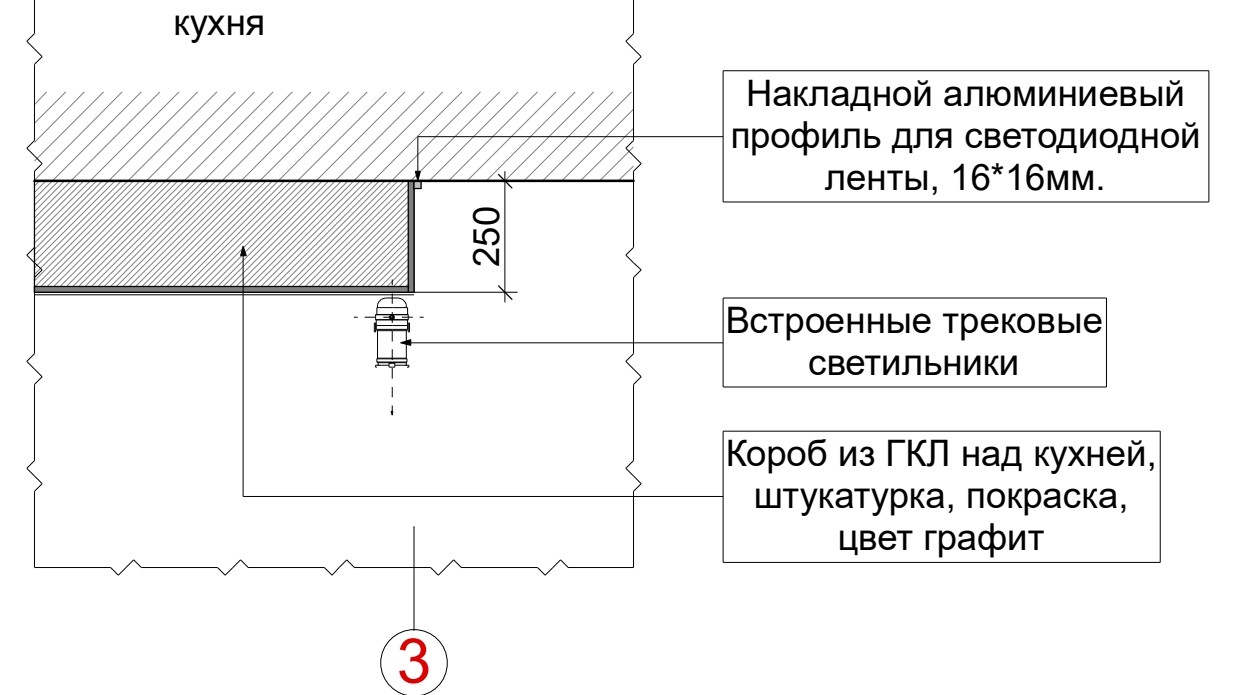 кухня
Накладной алюминиевый
профиль для светодиодной
ленты, 16*16мм.
250
Встроенные трековые
светильники
Короб из ГКЛ над кухней,
штукатурка, покраска,
цвет графит
3